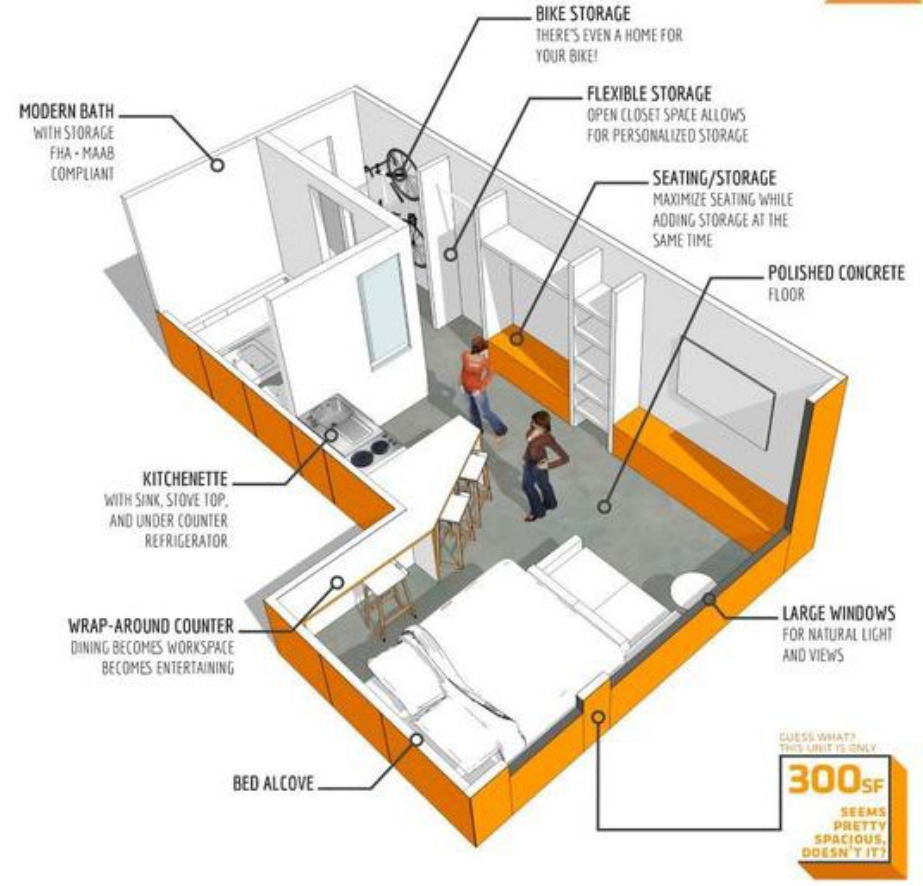 BIKE STORAGE
THERE'S EVEN A HOME FOR
YOUR BIKE!
FLEXIBLE STORAGE
OPEN CLOSET SPACE ALLOWS
FOR PERSONALIZED STORAGE
MODERN BATH
WITH STORAGE
FHA - MAAB
COMPLIANT
SEATING/STORAGE
MAXIMIZE SEATING WHILE
ADDING STORAGE AT THE
SAME TIME
POLISHED CONCRETE
FLOOR
KITCHENETTE
WITH SINK, STOVE TOP,
AND UNDER COUNTER
REFRIGERATOR
WRAP-AROUND COUNTER
DINING BECOMES WORKSPACE
BECOMES ENTERTAINING
LARGE WINDOWS
FOR NATURAL LIGHT
AND VIEWS
BED ALCOVE
GUESS WHAT?
THIS UNIT IS ONLY
300SF
SEEMS
PRETTY
SPACIOUS,
DOESN'T IT?